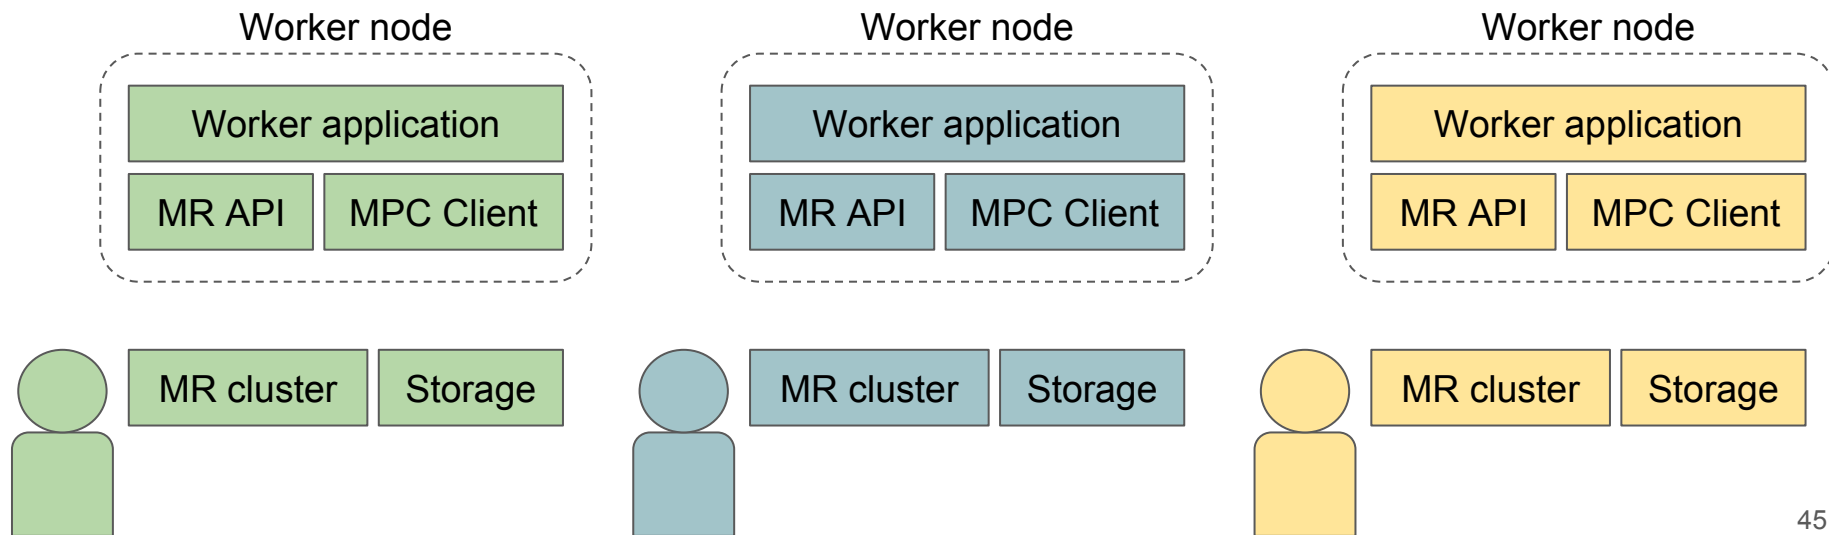 Worker node
Worker application
MR API
MPC Client
MR cluster
Storage
Worker node
Worker application
MR API
MPC Client
MR cluster
Storage
Worker node
Worker application
MR API
MPC Client
MR cluster
Storage
45